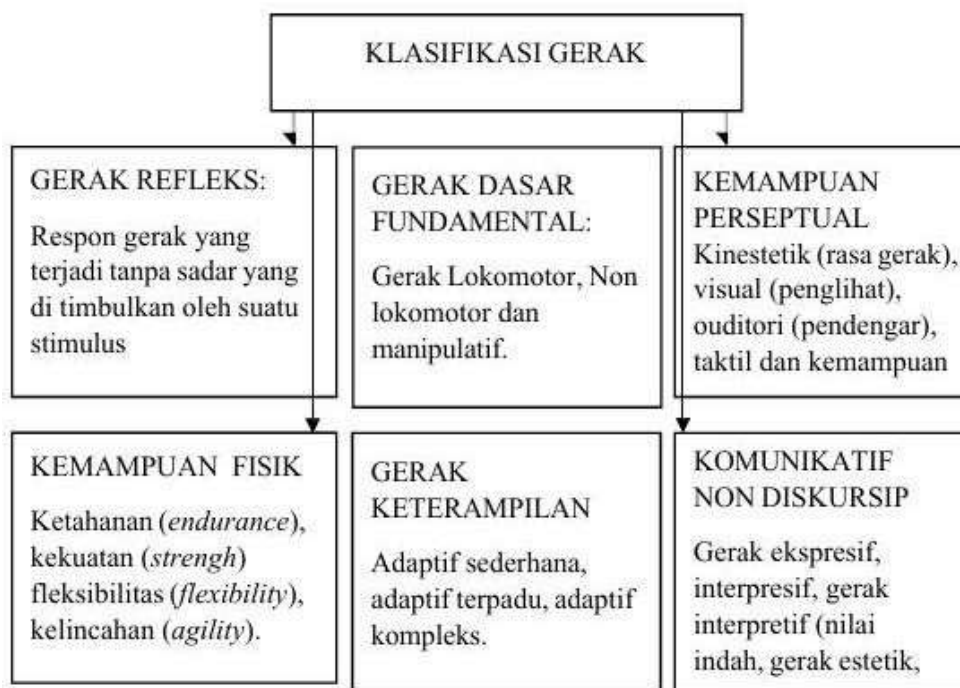 KLASIFIKASI GERAK
GERAK REFLEKS:
Respon gerak yang
terjadi tanpa sadar yang
di timbulkan oleh suatu
stimulus
GERAK DASAR
FUNDAMENTAL:
Gerak Lokomotor, Non
lokomotor dan
manipulatif.
KEMAMPUAN
PERSEPTUAL
Kinestetik (rasa gerak),
visual (penglihat),
ouditori (pendengar),
taktil dan kemampuan
KEMAMPUAN FISIK
Ketahanan (endurance),
kekuatan (strengh)
fleksibilitas (flexibility),
kelincahan (agility).
GERAK
KETERAMPILAN
Adaptif sederhana,
adaptif terpadu, adaptif
kompleks.
KOMUNIKATIF
NON DISKURSIP
Gerak ekspresif,
interpresif, gerak
interpretif (nilai
indah, gerak estetik,